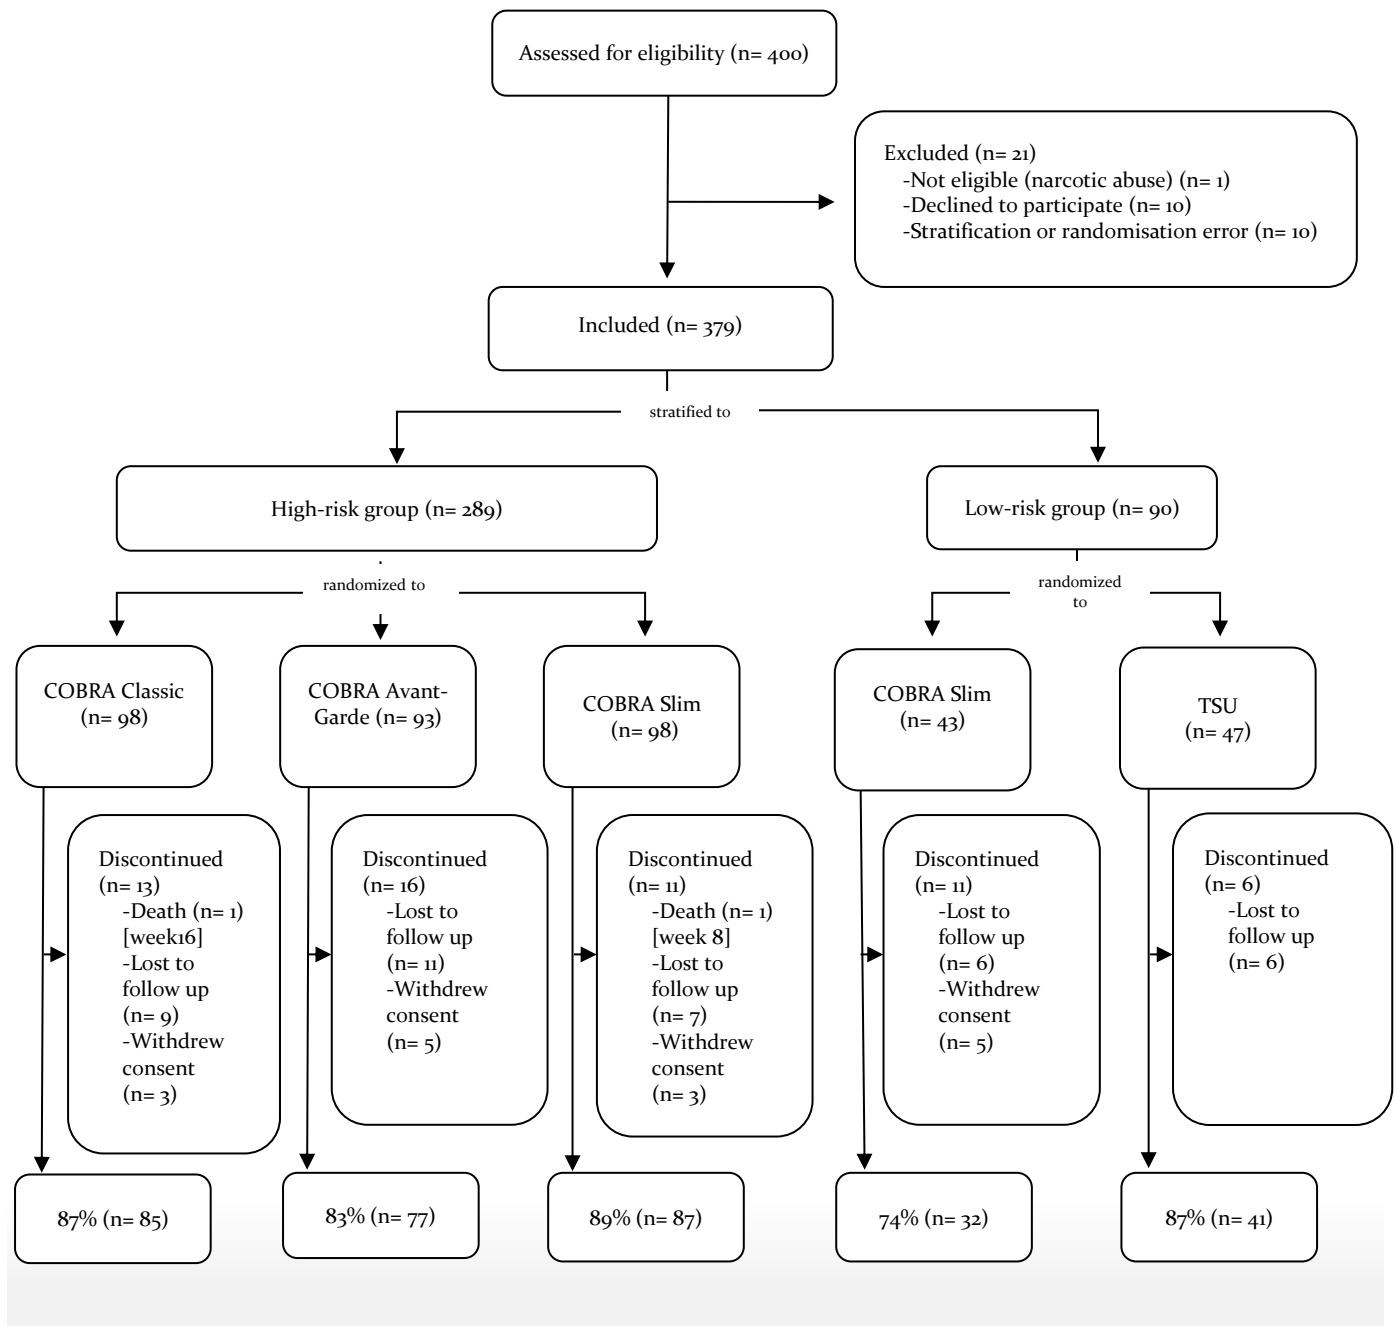 Assessed for eligibility (n= 400)
Excluded (n= 21)
-Not eligible (narcotic abuse) (n= 1)
-Declined to participate (n= 10)
-Stratification or randomisation error (n= 10)
Included (n= 379)
stratified to
High-risk group (n= 289)
Low-risk group (n= 90)
randomized to
randomized
to
COBRA Classic
(n= 98)
COBRA Avant-
Garde (n= 93)
COBRA Slim
(n= 98)
COBRA Slim
(n= 43)
TSU
(n= 47)
Discontinued
(n= 13)
-Death (n= 1)
[week16]
-Lost to
follow up
(n= 9)
-Withdrew
consent
(n= 3)
Discontinued
(n= 16)
-Lost to
follow up
(n= 11)
-Withdrew
consent
(n= 5)
Discontinued
(n= 11)
-Death (n= 1)
[week 8]
-Lost to
follow up
(n= 7)
-Withdrew
consent
(n= 3)
Discontinued
(n= 11)
-Lost to
follow up
(n= 6)
-Withdrew
consent
(n= 5)
Discontinued
(n= 6)
-Lost to
follow up
(n= 6)
87% (n= 85)
83% (n= 77)
89% (n= 87)
74% (n= 32)
87% (n= 41)